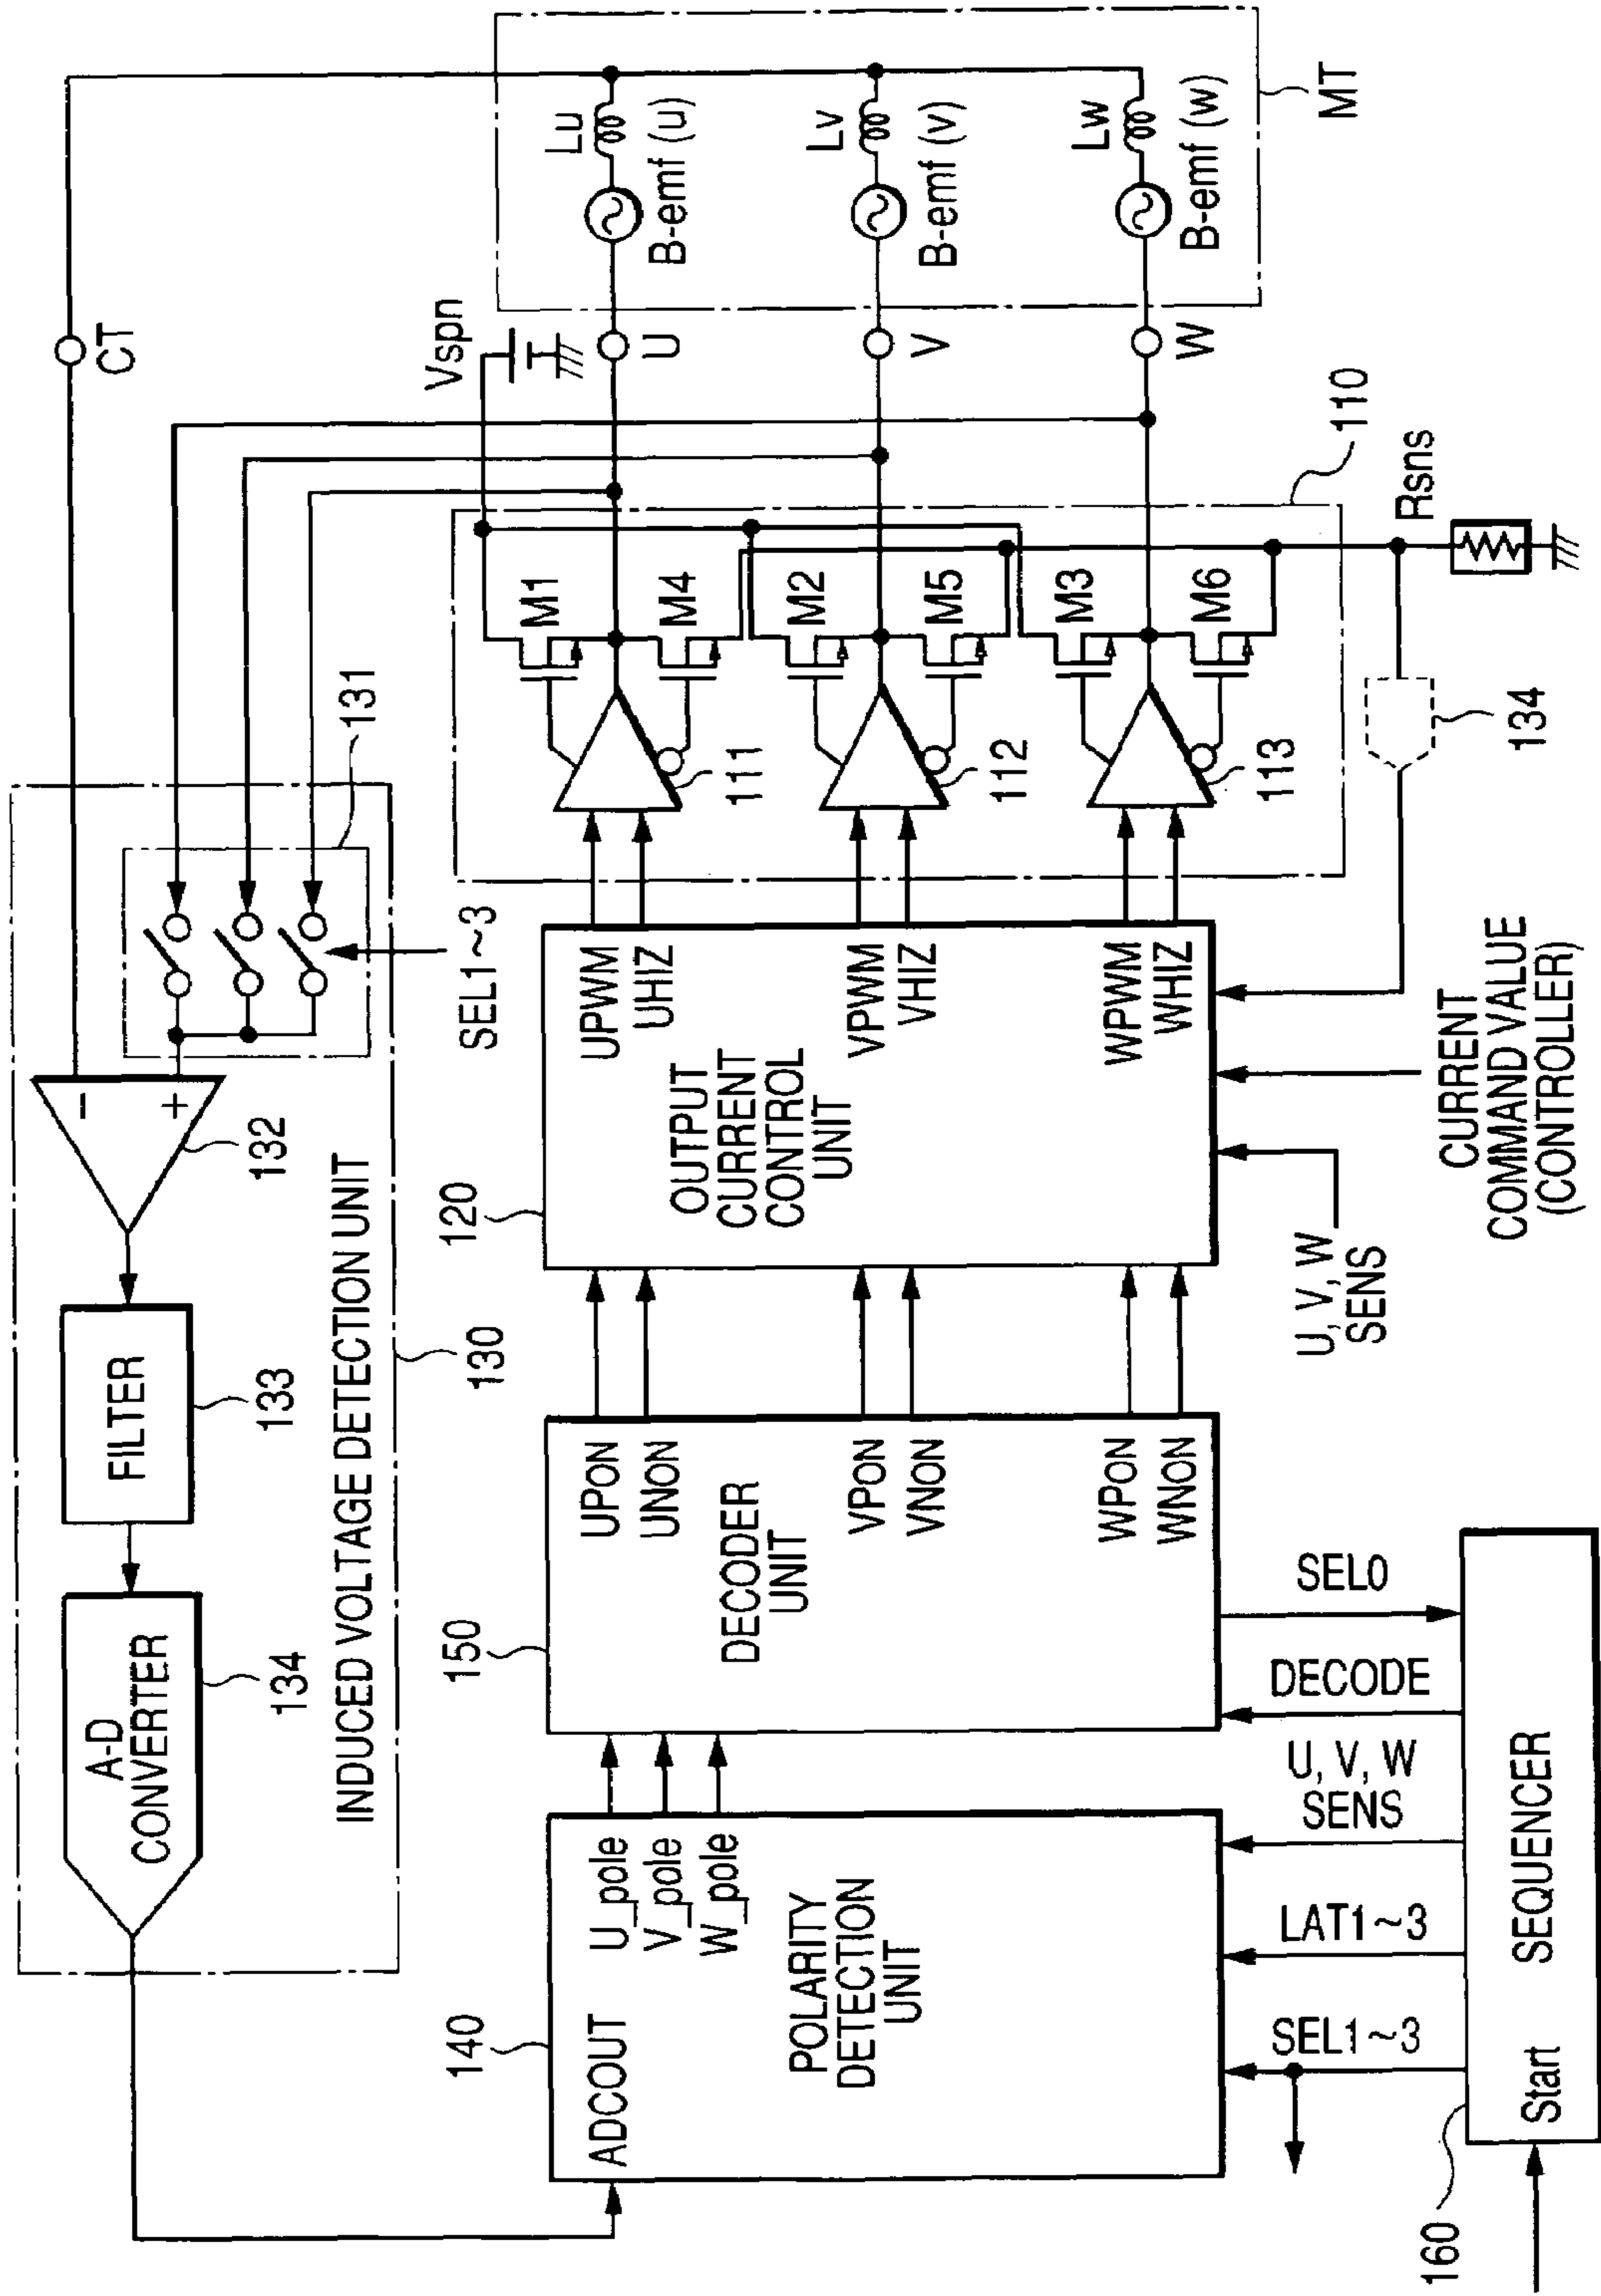 CT
Lu
B-emf (u)
Lv
B-emf (v)
Lw
B-emf (w)
MT
Vspn
U
V
W
110
Rsns
M1
M4
M2
M5
M3
M6
111
112
113
134
131
SEL1~3
132
FILTER
133
A-D
CONVERTER
134
INDUCED VOLTAGE DETECTION UNIT
130
120
OUTPUT
CURRENT
CONTROL
UNIT
UPWM
UHIZ
VPWM
VHIZ
WPWM
WHIZ
U, V, W
SENS
CURRENT
COMMAND VALUE
(CONTROLLER)
150
DECODER
UNIT
UPON
UNON
VPON
VNON
WPON
WNON
140
ADCOUT
U_pole
V_pole
W_pole
POLARITY
DETECTION
UNIT
SEL1~3
LAT1~3
U, V, W
SENS
DECODE
SEL0
160
Start
SEQUENCER